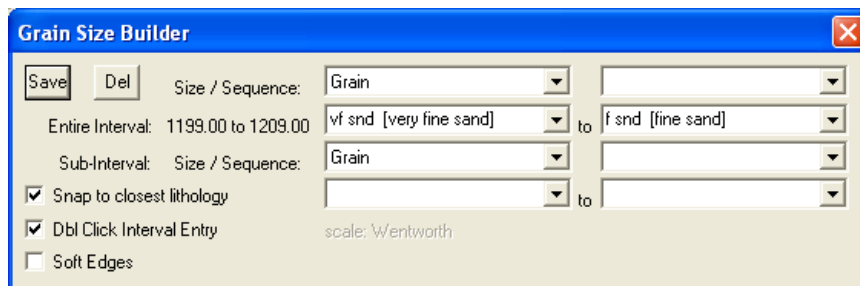 Grain Size Builder
Save Del Size / Sequence: Grain
Entire Interval: 1199.00 to 1209.00 vf snd [very fine sand] to f snd [fine sand]
Sub-Interval: Size / Sequence: Grain
Snap to closest lithology to
Dbl Click Interval Entry scale: Wentworth
Soft Edges